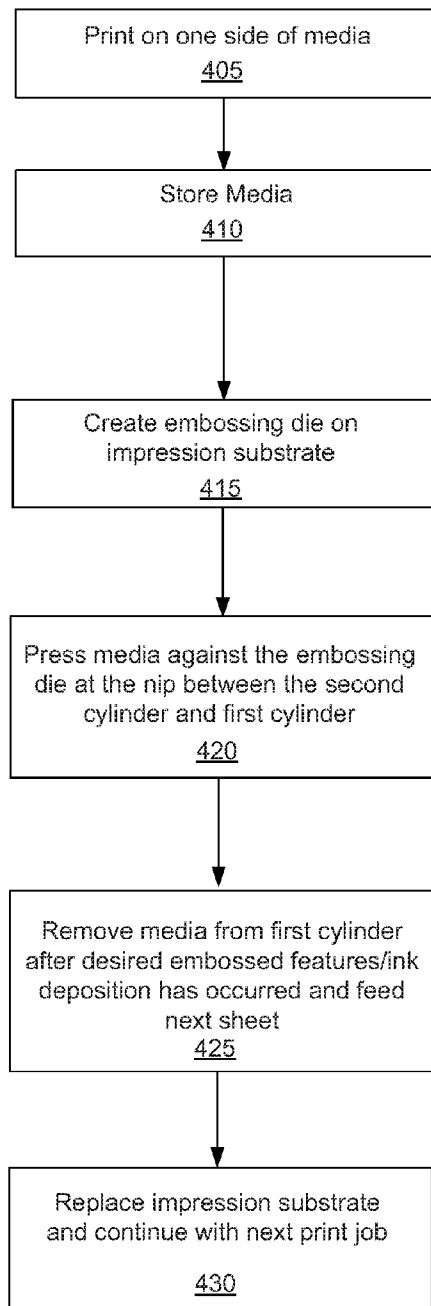 Print on one side of media
405
Store Media
410
Create embossing die on
impression substrate
415
Press media against the embossing
die at the nip between the second
cylinder and first cylinder
420
Remove media from first cylinder
after desired embossed features/ink
deposition has occurred and feed
next sheet
425
Replace impression substrate
and continue with next print job
430